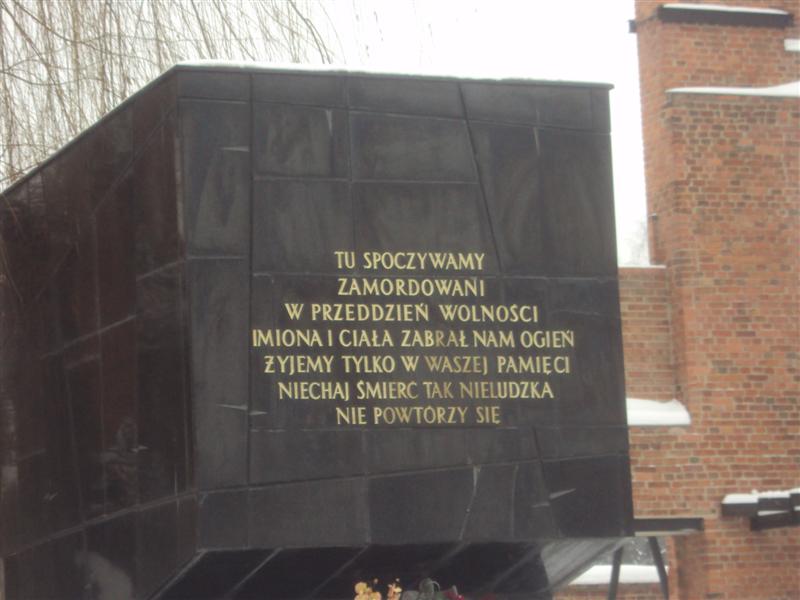 TU SPOCZYWAMY
ZAMORDOWANI
W PRZEDDZIEŃ WOLNOŚCI
IMIONA I CIAŁA ZABRAŁ NAM OGIEŃ
ŻYJEMY TYLKO W WASZEJ PAMIĘCI
NIECHAJ ŚMIERC TAK NIELUDZKA
NIE POWTÓRZY SIĘ